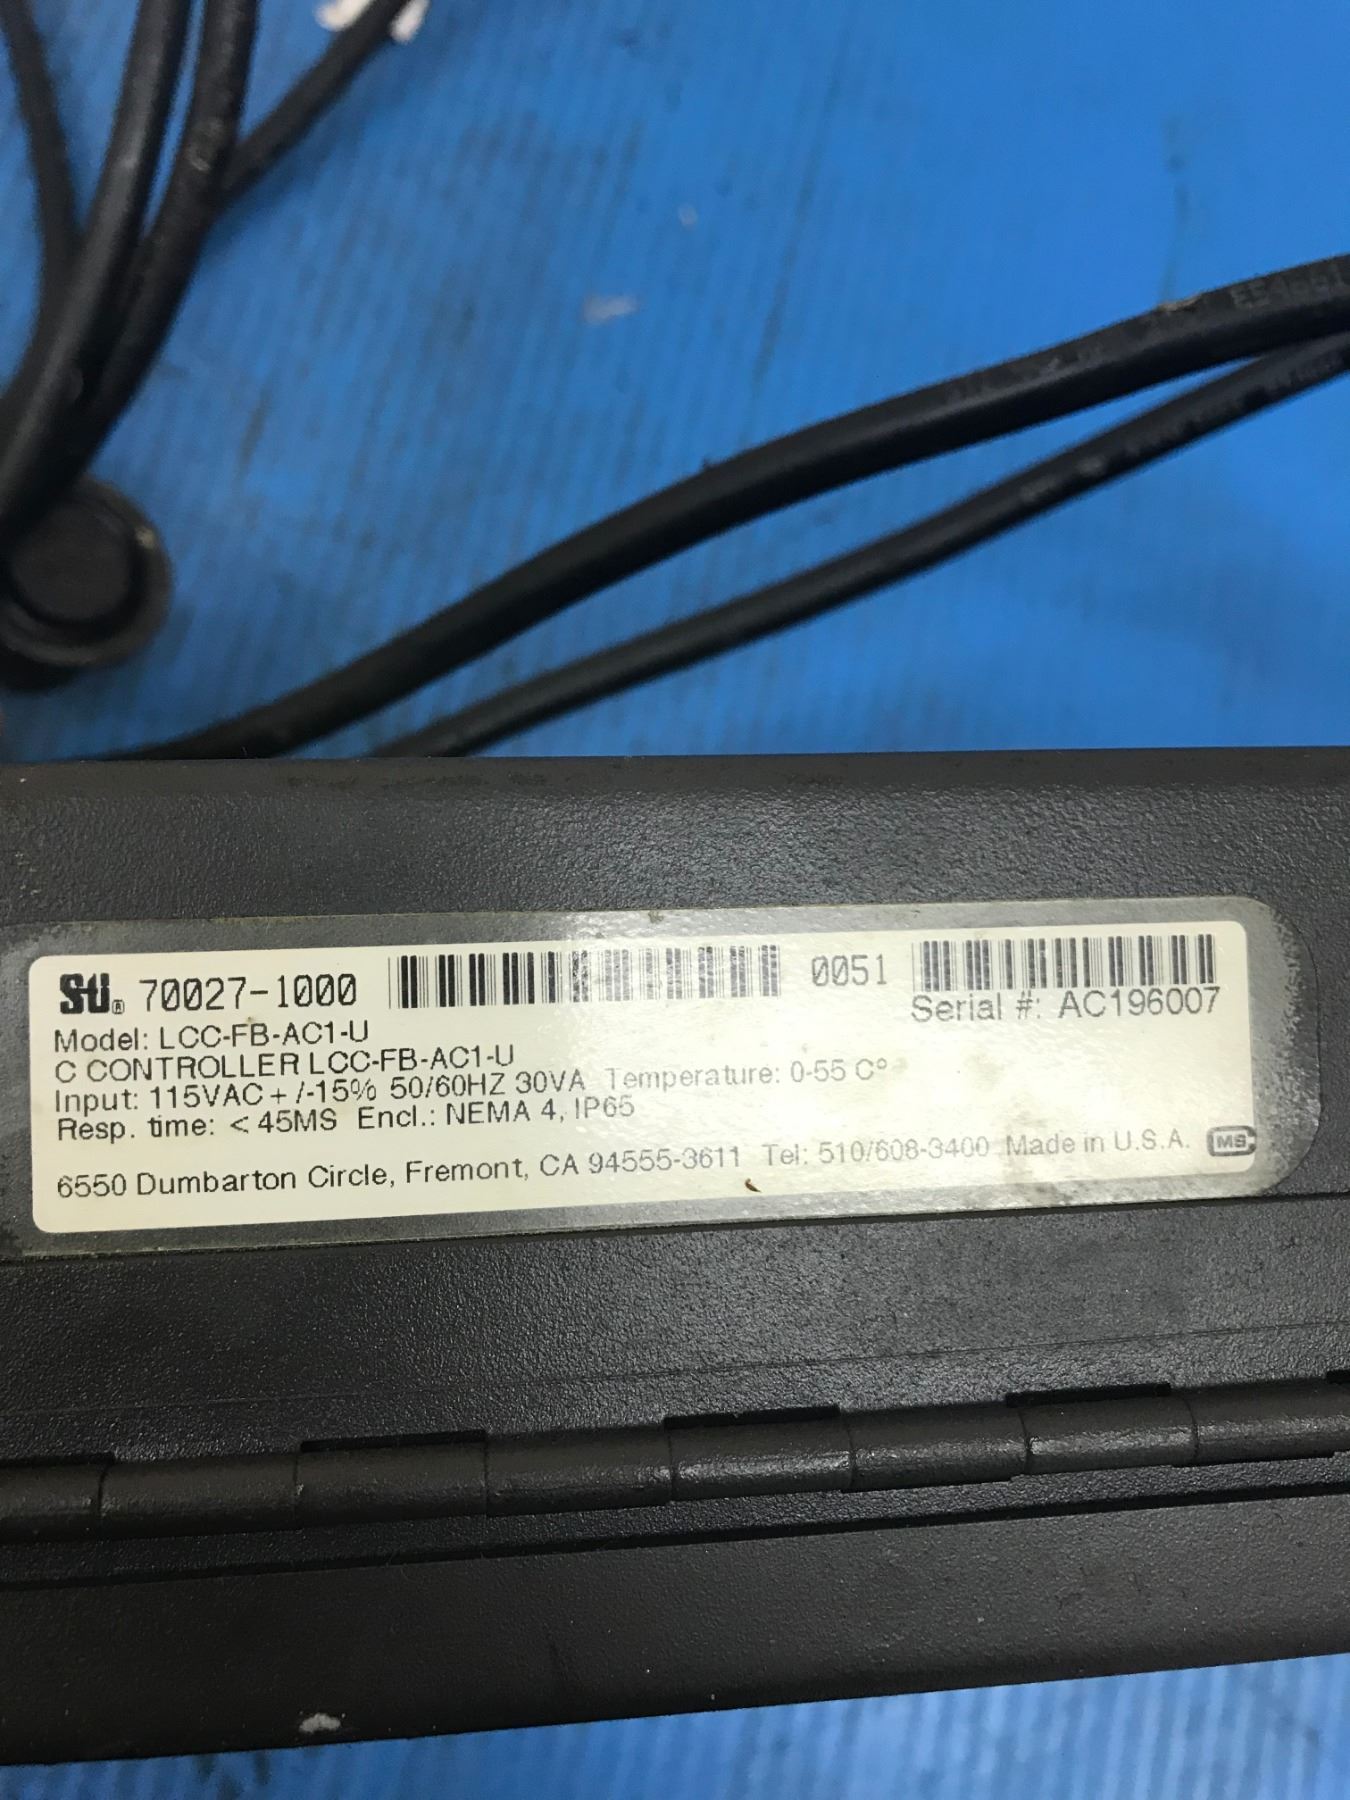 Sti® 70027-1000 0051
Serial #: AC196007
Model: LCC-FB-AC1-U
C CONTROLLER LCC-FB-AC1-U
Input: 115VAC+/-15% 50/60HZ 30VA Temperature: 0-55 C°
Resp. time: < 45MS Encl.: NEMA 4, IP65
6550 Dumbarton Circle, Fremont, CA 94555-3611 Tel: 510/608-3400 Made in U.S.A. MS